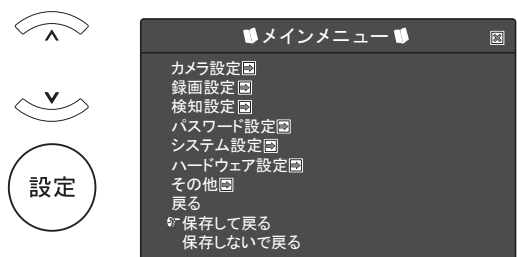 メインメニュー
カメラ設定
録画設定
検知設定
パスワード設定
システム設定
ハードウェア設定
その他
戻る
保存して戻る
保存しないで戻る
設定